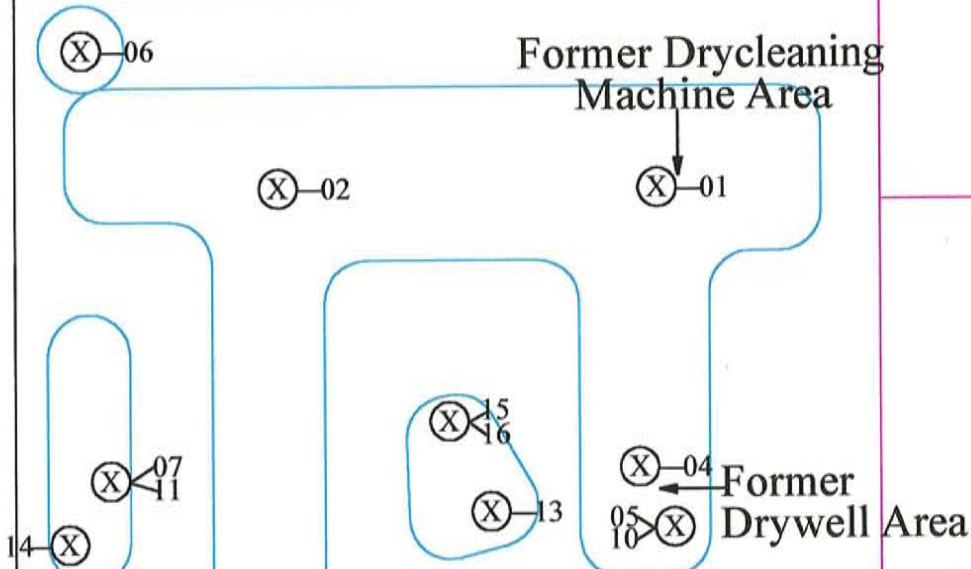 X 06
Former Drycleaning
Machine Area
X 02
X 01
X 15
16
X 04
X 07
11
Former
X 13
05 X
10
Drywell Area
14 X